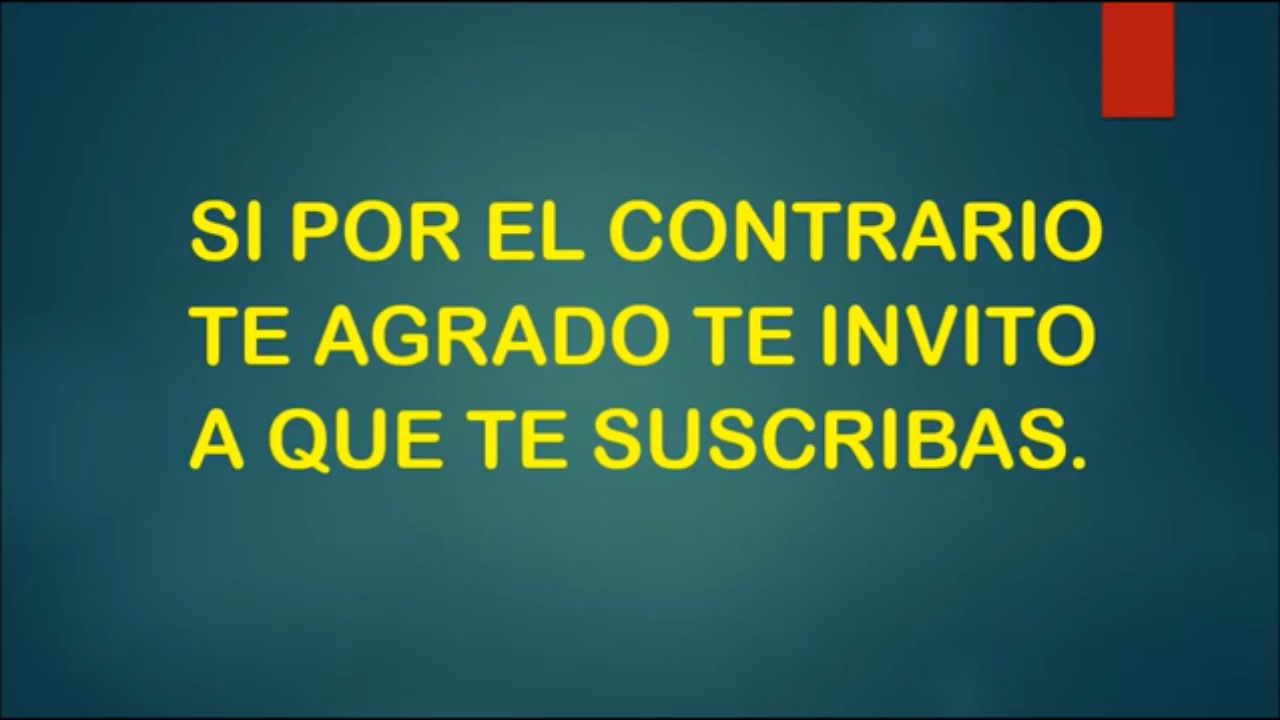 SI POR EL CONTRARIO
TE AGRADO TE INVITO
A QUE TE SUSCRIBAS.